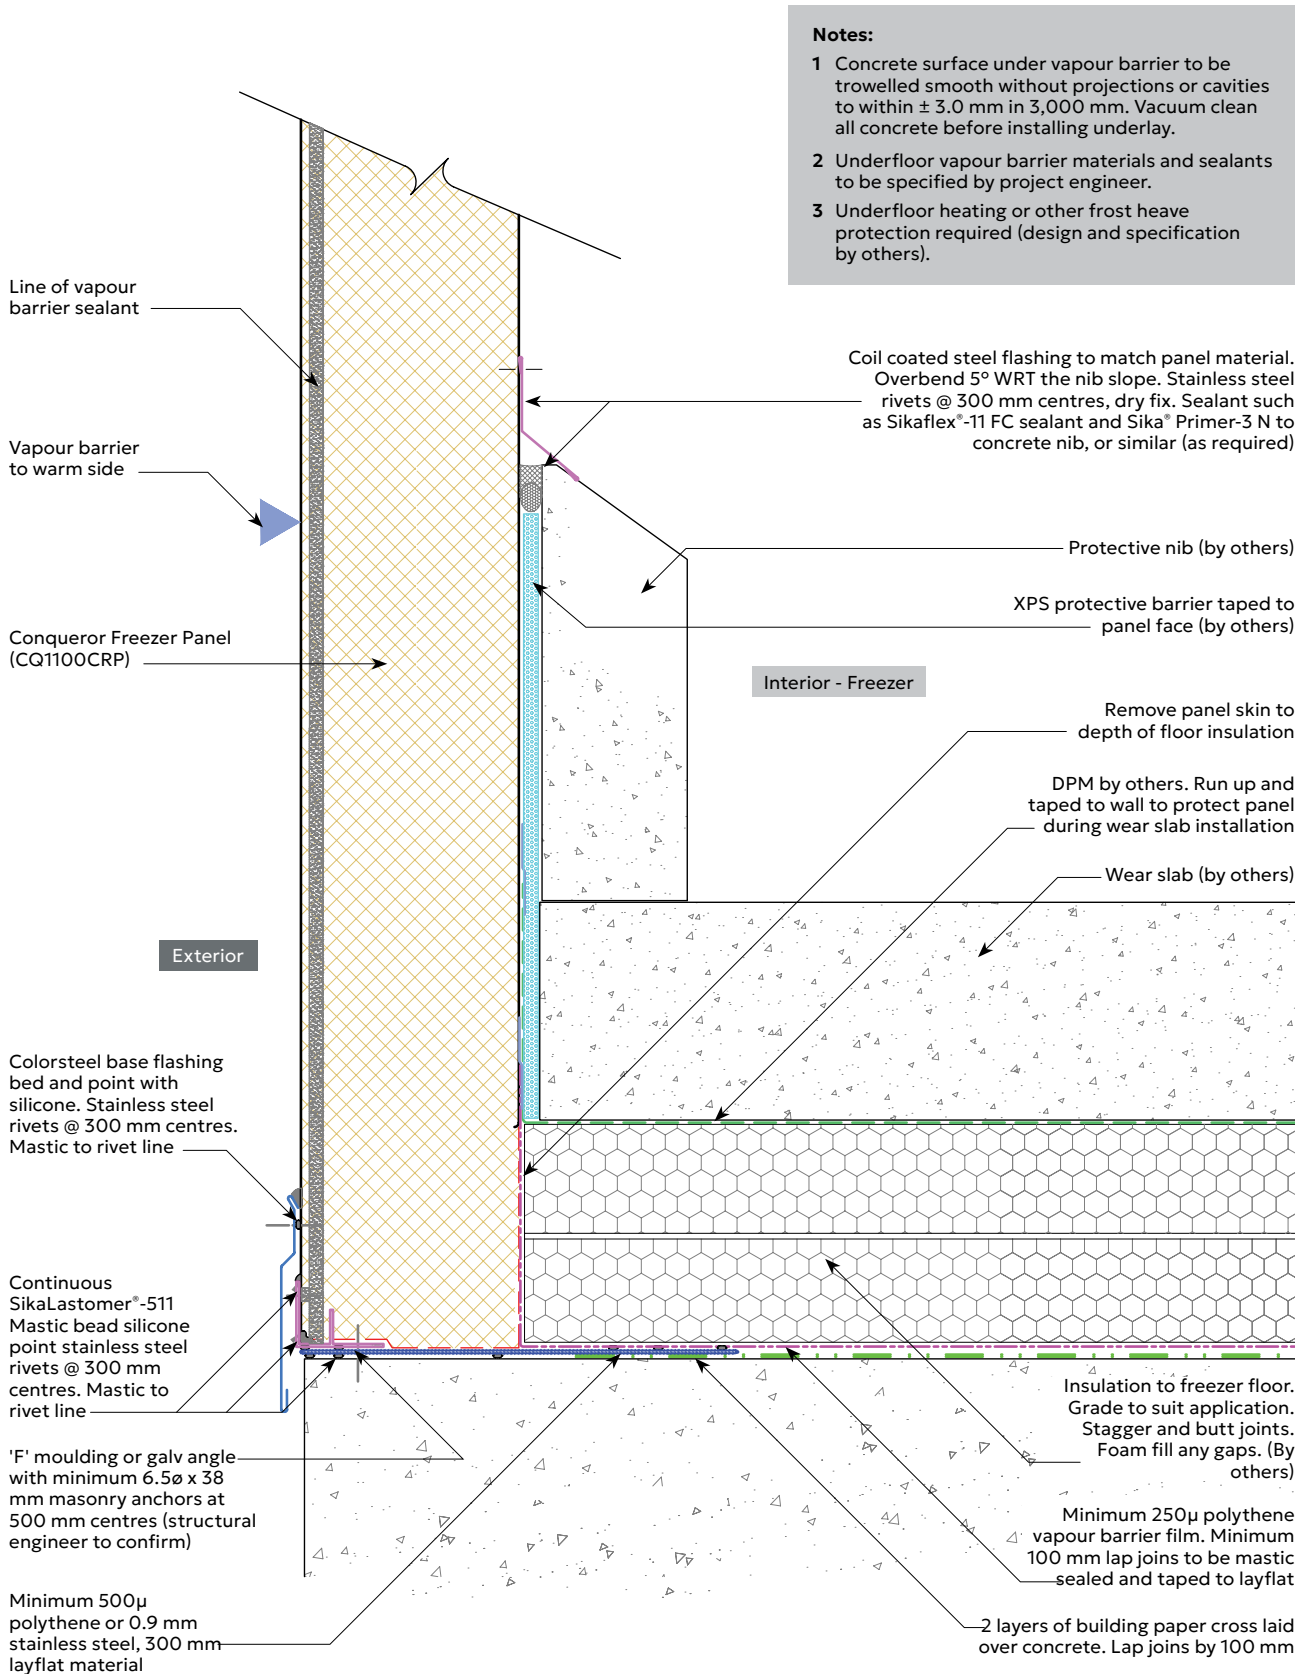 Notes:
1 Concrete surface under vapour barrier to be
trowelled smooth without projections or cavities
to within ± 3.0 mm in 3,000 mm. Vacuum clean
all concrete before installing underlay.
2 Underfloor vapour barrier materials and sealants
to be specified by project engineer.
3 Underfloor heating or other frost heave
protection required (design and specification
by others).
Line of vapour
barrier sealant
Vapour barrier
to warm side
Conqueror Freezer Panel
(CQ1100CRP)
Exterior
Colorsteel base flashing
bed and point with
silicone. Stainless steel
rivets @ 300 mm centres.
Mastic to rivet line
Continuous
SikaLastomer®-511
Mastic bead silicone
point stainless steel
rivets @ 300 mm
centres. Mastic to
rivet line
'F' moulding or galv angle
with minimum 6.5ø x 38
mm masonry anchors at
500 mm centres (structural
engineer to confirm)
Minimum 500µ
polythene or 0.9 mm
stainless steel, 300 mm
layflat material
Coil coated steel flashing to match panel material.
Overbend 5° WRT the nib slope. Stainless steel
rivets @ 300 mm centres, dry fix. Sealant such
as Sikaflex®-11 FC sealant and Sika® Primer-3 N to
concrete nib, or similar (as required)
Protective nib (by others)
XPS protective barrier taped to
panel face (by others)
Interior - Freezer
Remove panel skin to
depth of floor insulation
DPM by others. Run up and
taped to wall to protect panel
during wear slab installation
Wear slab (by others)
Insulation to freezer floor.
Grade to suit application.
Stagger and butt joints.
Foam fill any gaps. (By
others)
Minimum 250µ polythene
vapour barrier film. Minimum
100 mm lap joins to be mastic
sealed and taped to layflat
2 layers of building paper cross laid
over concrete. Lap joins by 100 mm